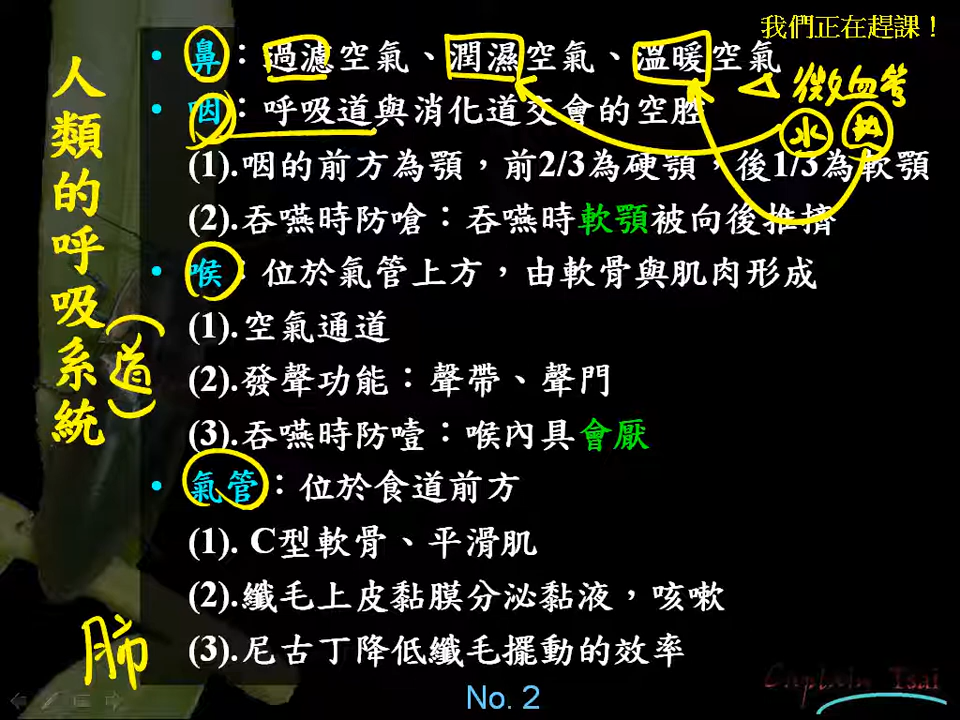 我們正在趕課!
人類的呼吸系統
(道)
肺
• 鼻：過濾空氣、潤濕空氣、溫暖空氣
微血管
水 熱
• 咽：呼吸道與消化道交會的空腔
(1).咽的前方為顎，前2/3為硬顎，後1/3為軟顎
(2).吞嚥時防嗆：吞嚥時軟顎被向後推擠
• 喉：位於氣管上方，由軟骨與肌肉形成
(1).空氣通道
(2).發聲功能：聲帶、聲門
(3).吞嚥時防噎：喉內具會厭
• 氣管：位於食道前方
(1). C型軟骨、平滑肌
(2).纖毛上皮黏膜分泌黏液，咳嗽
(3).尼古丁降低纖毛擺動的效率
No. 2
Captain Tsai